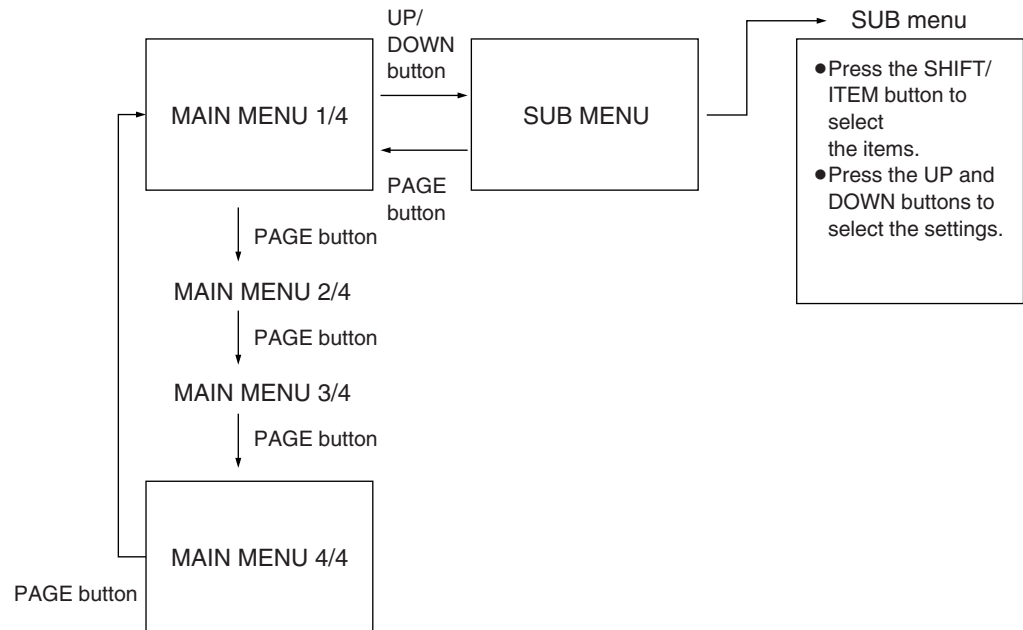 UP/
DOWN
button
SUB menu
MAIN MENU 1/4
SUB MENU
●Press the SHIFT/
ITEM button to
select
the items.
●Press the UP and
DOWN buttons to
select the settings.
PAGE
button
PAGE button
MAIN MENU 2/4
PAGE button
MAIN MENU 3/4
PAGE button
MAIN MENU 4/4
PAGE button